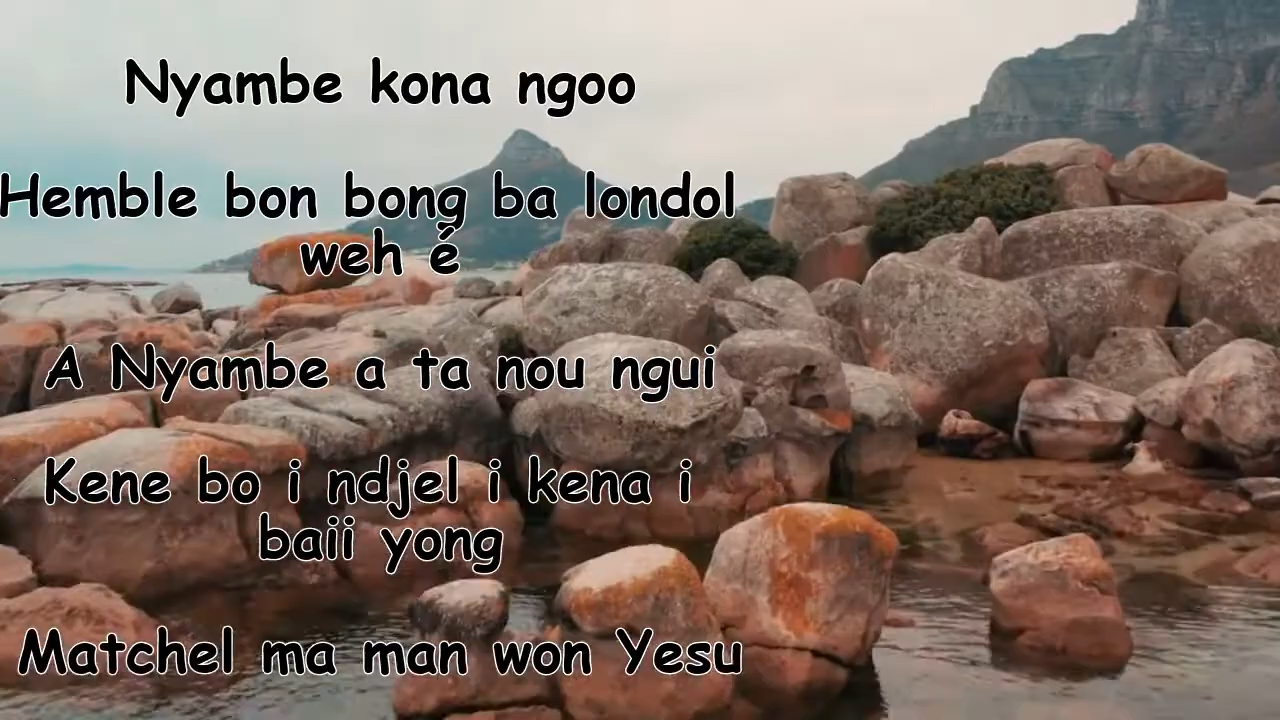 Nyambe kona ngoo
Hemble bon bong ba londol
weh é
A Nyambe a ta nou ngui
Kene bo i ndjel i kena i
baii yong
Matchel ma man won Yesu